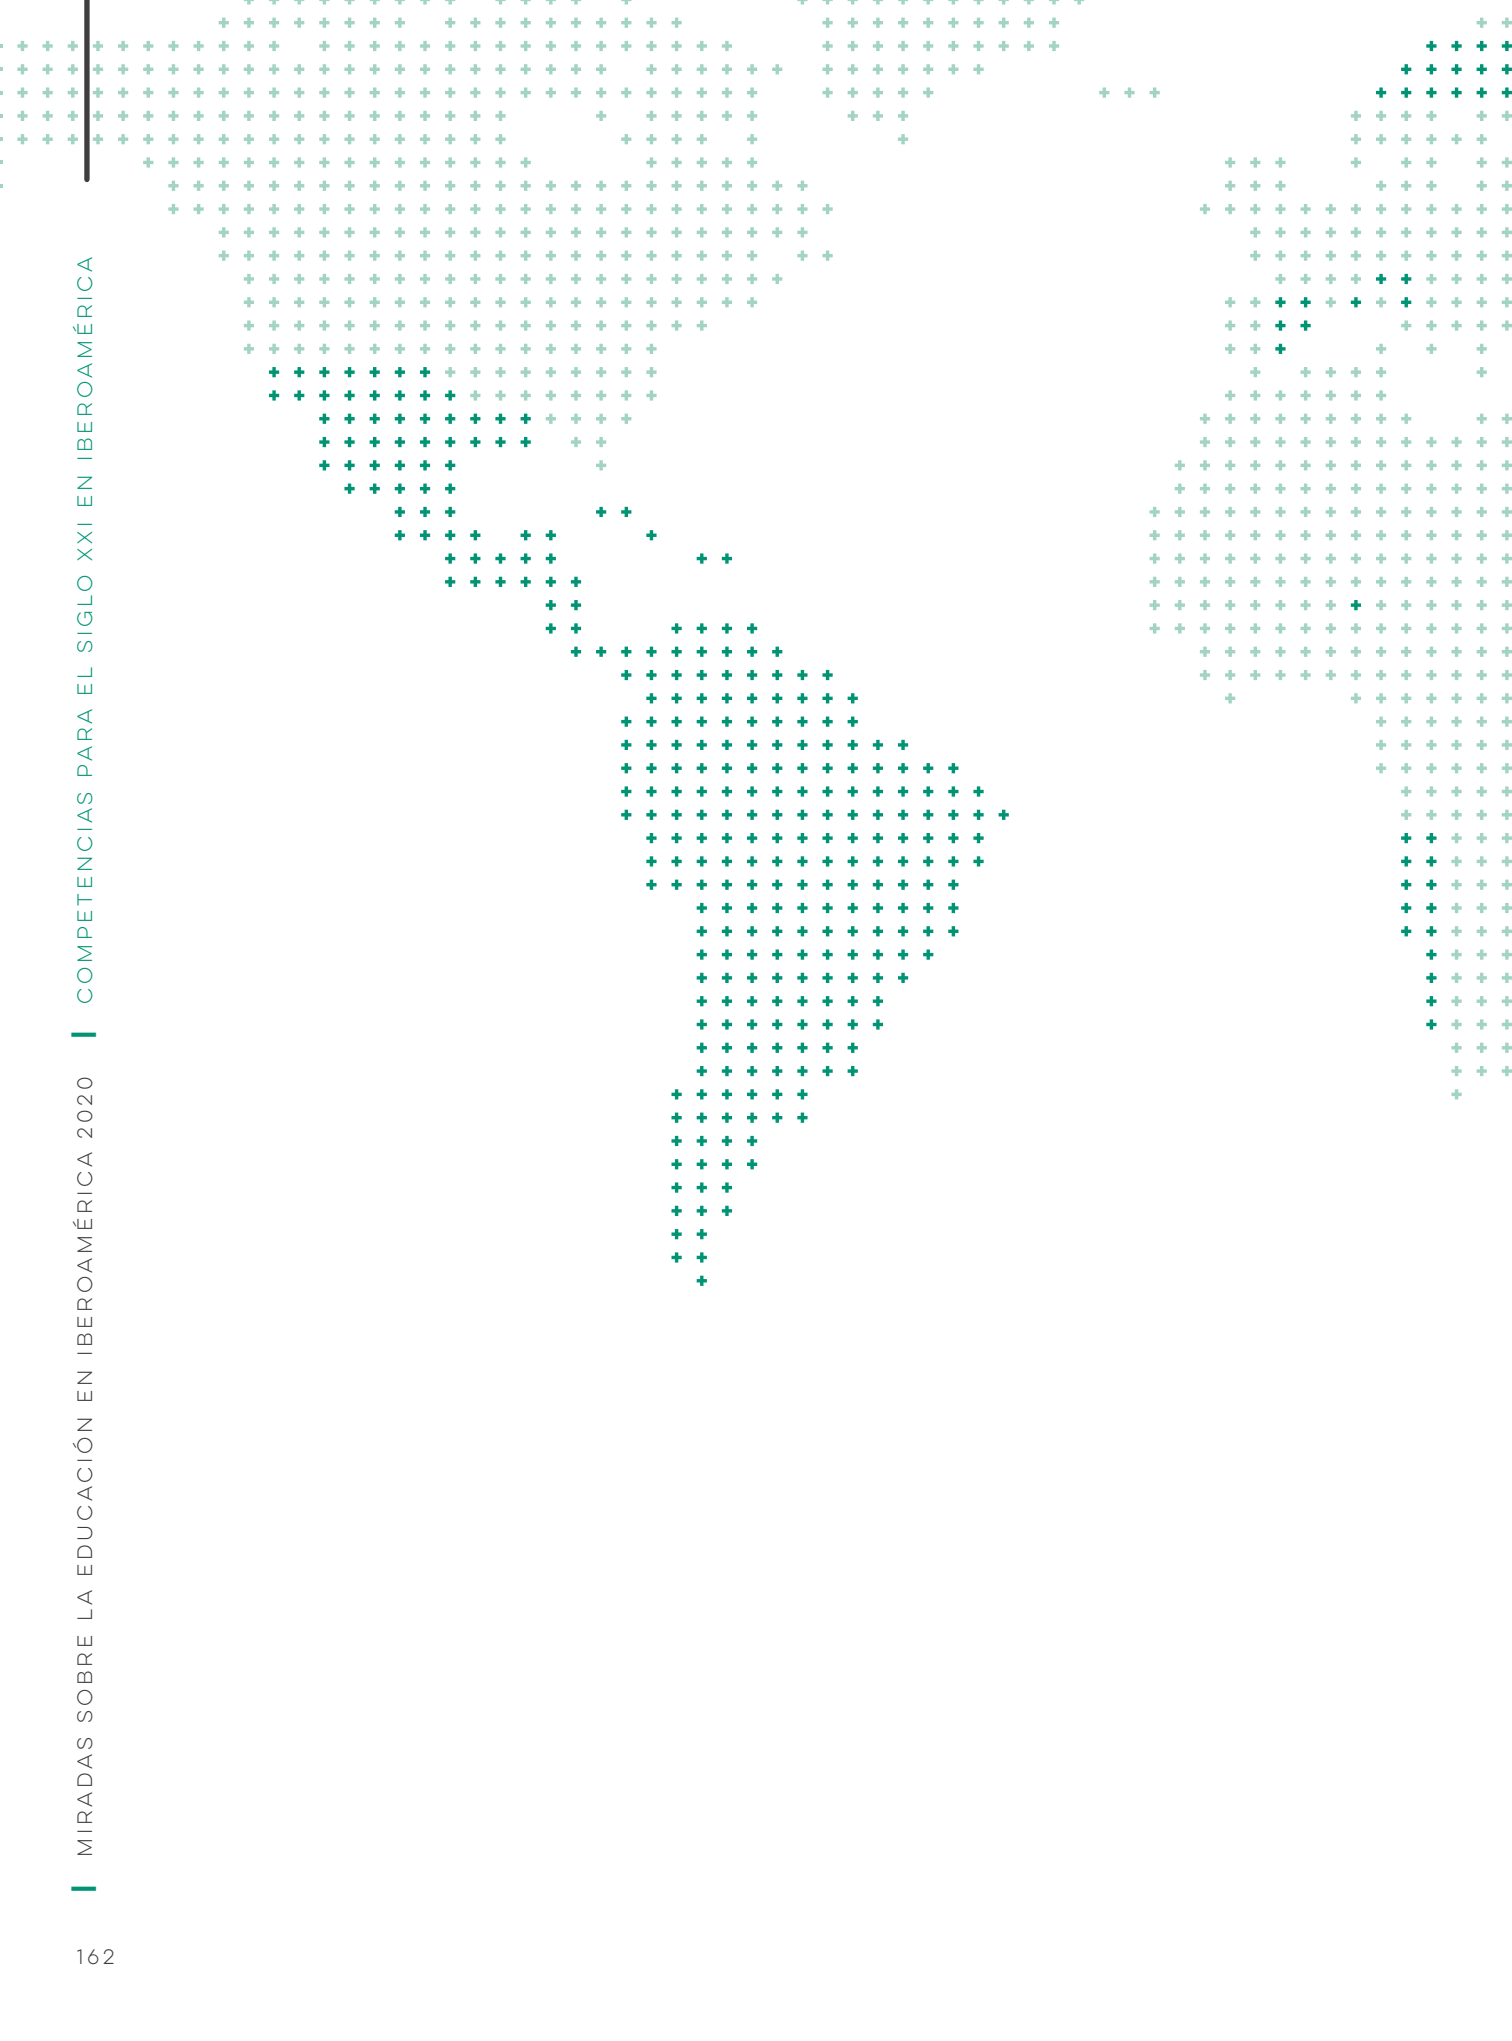 COMPETENCIAS PARA EL SIGLO XXI EN IBEROAMÉRICA
MIRADAS SOBRE LA EDUCACIÓN EN IBEROAMÉRICA 2020
162